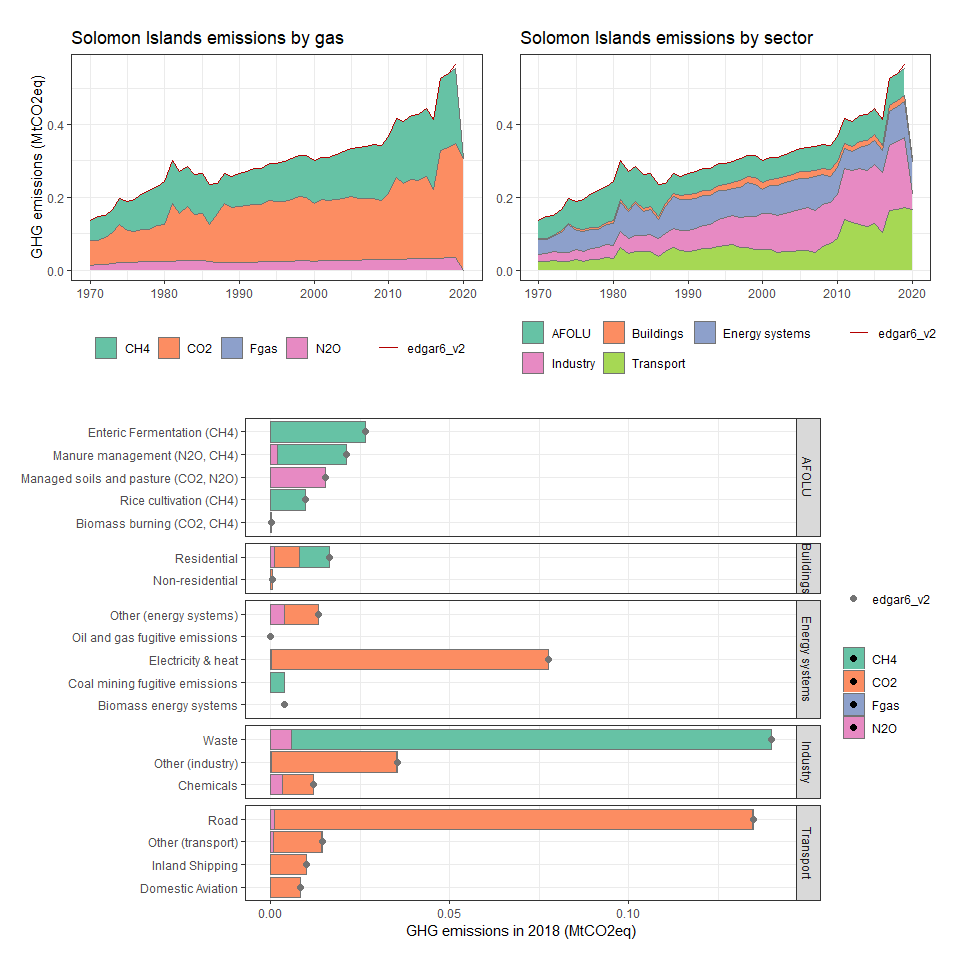 Solomon Islands emissions by gas
GHG emissions (MtCO2eq)
0.4
0.2
0.0
1970 1980 1990 2000 2010 2020
CH4 CO2 Fgas N2O edgar6_v2
Solomon Islands emissions by sector
0.4
0.2
0.0
1970 1980 1990 2000 2010 2020
AFOLU Buildings Energy systems edgar6_v2
Industry Transport
Enteric Fermentation (CH4)
Manure management (N2O, CH4)
Managed soils and pasture (CO2, N2O)
Rice cultivation (CH4)
Biomass burning (CO2, CH4)
AFOLU
Residential
Non-residential
Buildings
Other (energy systems)
Oil and gas fugitive emissions
Electricity & heat
Coal mining fugitive emissions
Biomass energy systems
Energy systems
Waste
Other (industry)
Chemicals
Industry
Road
Other (transport)
Inland Shipping
Domestic Aviation
Transport
0.00 0.05 0.10
GHG emissions in 2018 (MtCO2eq)
edgar6_v2
CH4
CO2
Fgas
N2O